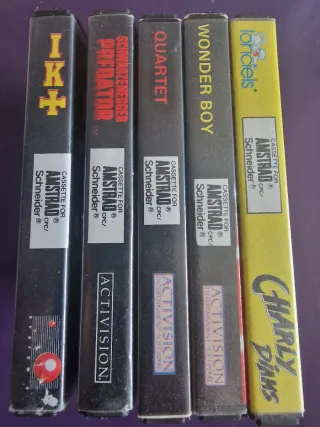 IK+
CASSETTE FOR
AMSTRAD®
CPC/
Schneider®
SCHWARZENEGGER
PREDATOR™
CASSETTE FOR
AMSTRAD®
CPC/
Schneider®
ACTIVISION
QUARTET
CASSETTE FOR
AMSTRAD®
CPC/
Schneider®
ACTIVISION
WONDER BOY
CASSETTE FOR
AMSTRAD®
CPC/
Schneider®
ACTIVISION
loriciels
CASSETTE FOR
AMSTRAD®
CPC/
Schneider®
CHARLY
DIAMS